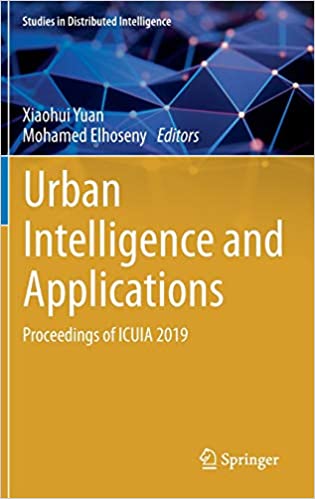 Studies in Distributed Intelligence
Xiaohui Yuan
Mohamed Elhoseny Editors
Urban
Intelligence and
Applications
Proceedings of ICUIA 2019
Springer